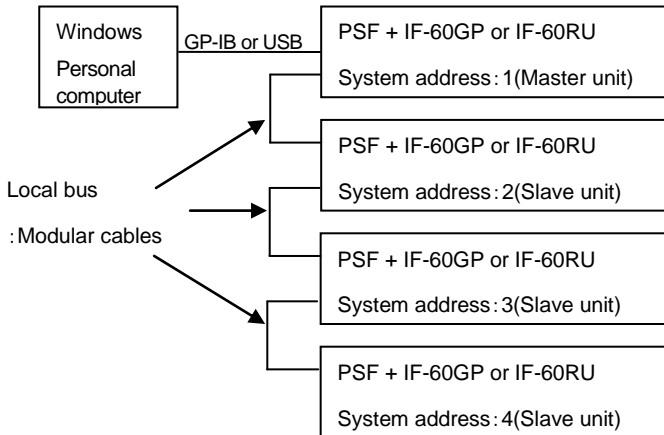 Windows
Personal
computer
GP-IB or USB
PSF + IF-60GP or IF-60RU
System address:1(Master unit)
PSF + IF-60GP or IF-60RU
System address:2(Slave unit)
Local bus
:Modular cables
PSF + IF-60GP or IF-60RU
System address:3(Slave unit)
PSF + IF-60GP or IF-60RU
System address:4(Slave unit)